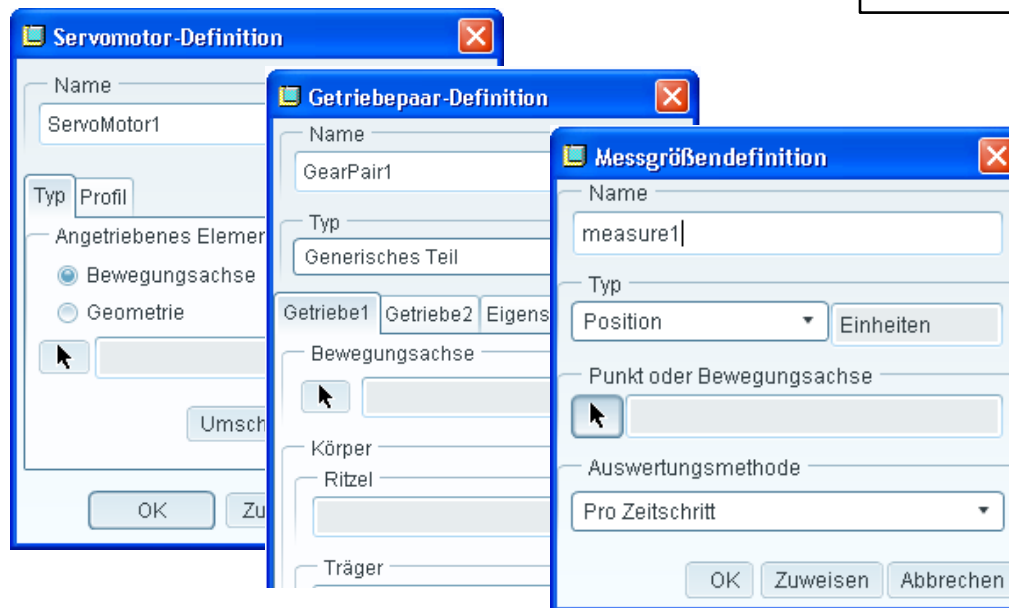 Servomotor-Definition
Name
ServoMotor1
Typ Profil
Angetriebenes Elemen
Bewegungsachse
Geometrie
Umsch
OK Zu
Getriebepaar-Definition
Name
GearPair1
Typ
Generisches Teil
Getriebe1 Getriebe2 Eigens
Bewegungsachse
Körper
Ritzel
Träger
Messgrößendefinition
Name
measure1
Typ
Position Einheiten
Punkt oder Bewegungsachse
Auswertungsmethode
Pro Zeitschritt
OK Zuweisen Abbrechen